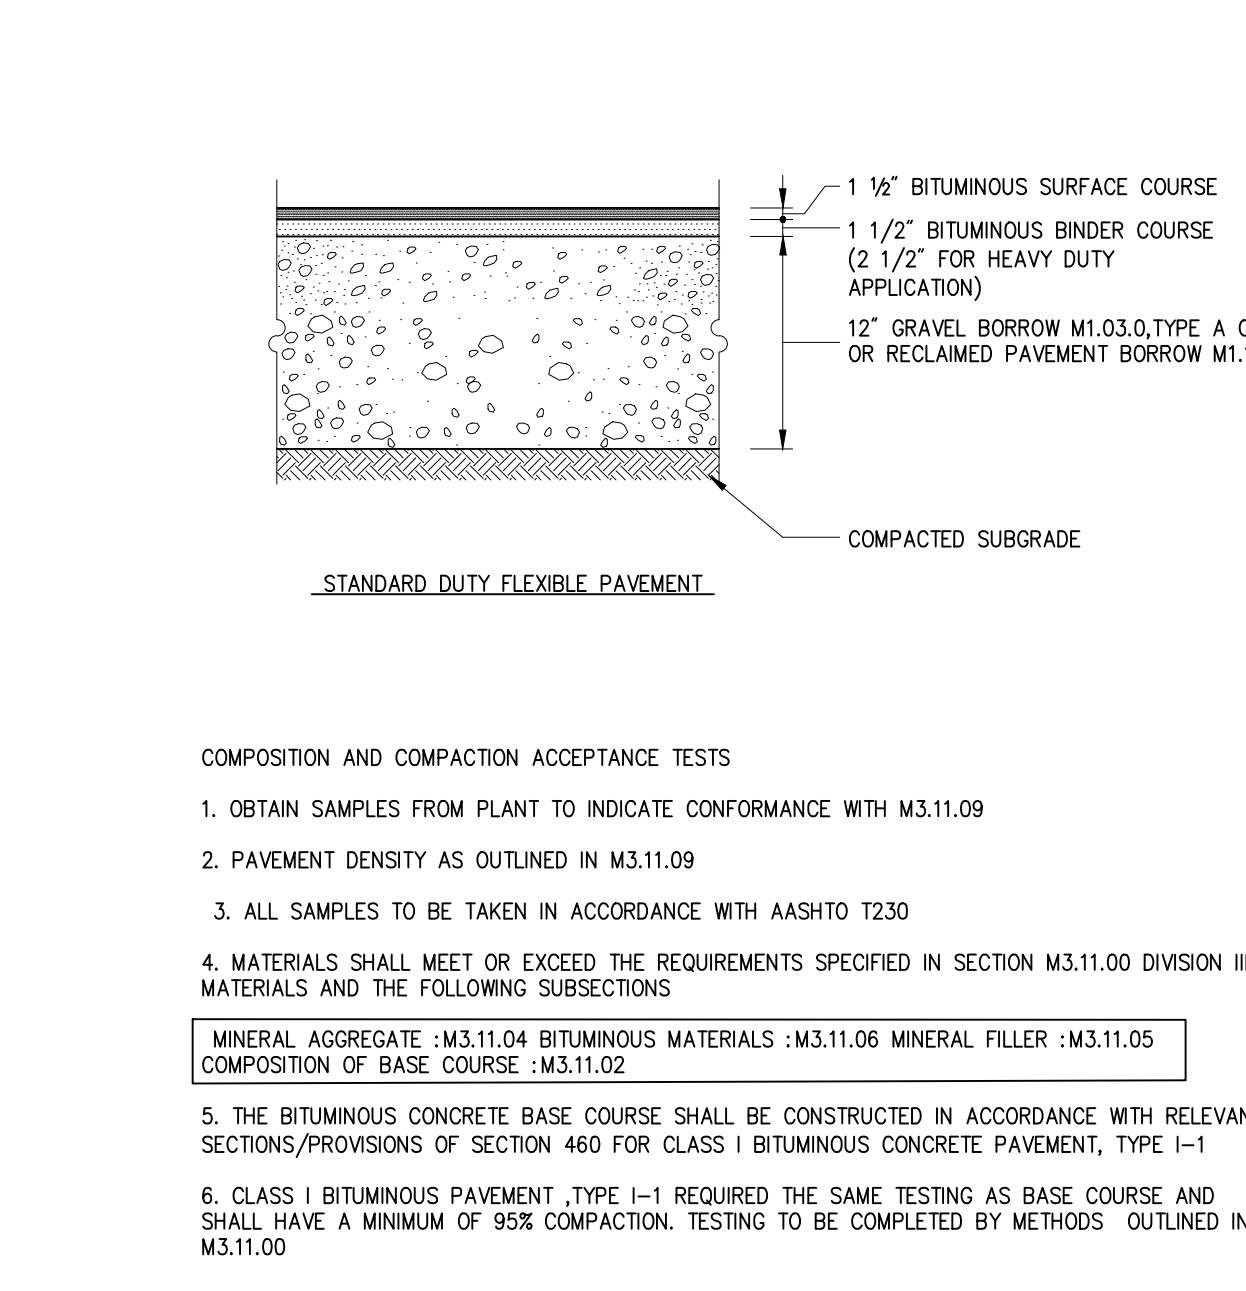 1 ½" BITUMINOUS SURFACE COURSE
1 1/2" BITUMINOUS BINDER COURSE
(2 1/2" FOR HEAVY DUTY
APPLICATION)
12" GRAVEL BORROW M1.03.0,TYPE A
OR RECLAIMED PAVEMENT BORROW M1.
COMPACTED SUBGRADE
STANDARD DUTY FLEXIBLE PAVEMENT
COMPOSITION AND COMPACTION ACCEPTANCE TESTS
1. OBTAIN SAMPLES FROM PLANT TO INDICATE CONFORMANCE WITH M3.11.09
2. PAVEMENT DENSITY AS OUTLINED IN M3.11.09
3. ALL SAMPLES TO BE TAKEN IN ACCORDANCE WITH AASHTO T230
4. MATERIALS SHALL MEET OR EXCEED THE REQUIREMENTS SPECIFIED IN SECTION M3.11.00 DIVISION III
MATERIALS AND THE FOLLOWING SUBSECTIONS
MINERAL AGGREGATE :M3.11.04 BITUMINOUS MATERIALS :M3.11.06 MINERAL FILLER :M3.11.05
COMPOSITION OF BASE COURSE :M3.11.02
5. THE BITUMINOUS CONCRETE BASE COURSE SHALL BE CONSTRUCTED IN ACCORDANCE WITH RELEVAN
SECTIONS/PROVISIONS OF SECTION 460 FOR CLASS I BITUMINOUS CONCRETE PAVEMENT, TYPE I-1
6. CLASS I BITUMINOUS PAVEMENT ,TYPE I-1 REQUIRED THE SAME TESTING AS BASE COURSE AND
SHALL HAVE A MINIMUM OF 95% COMPACTION. TESTING TO BE COMPLETED BY METHODS OUTLINED IN
M3.11.00